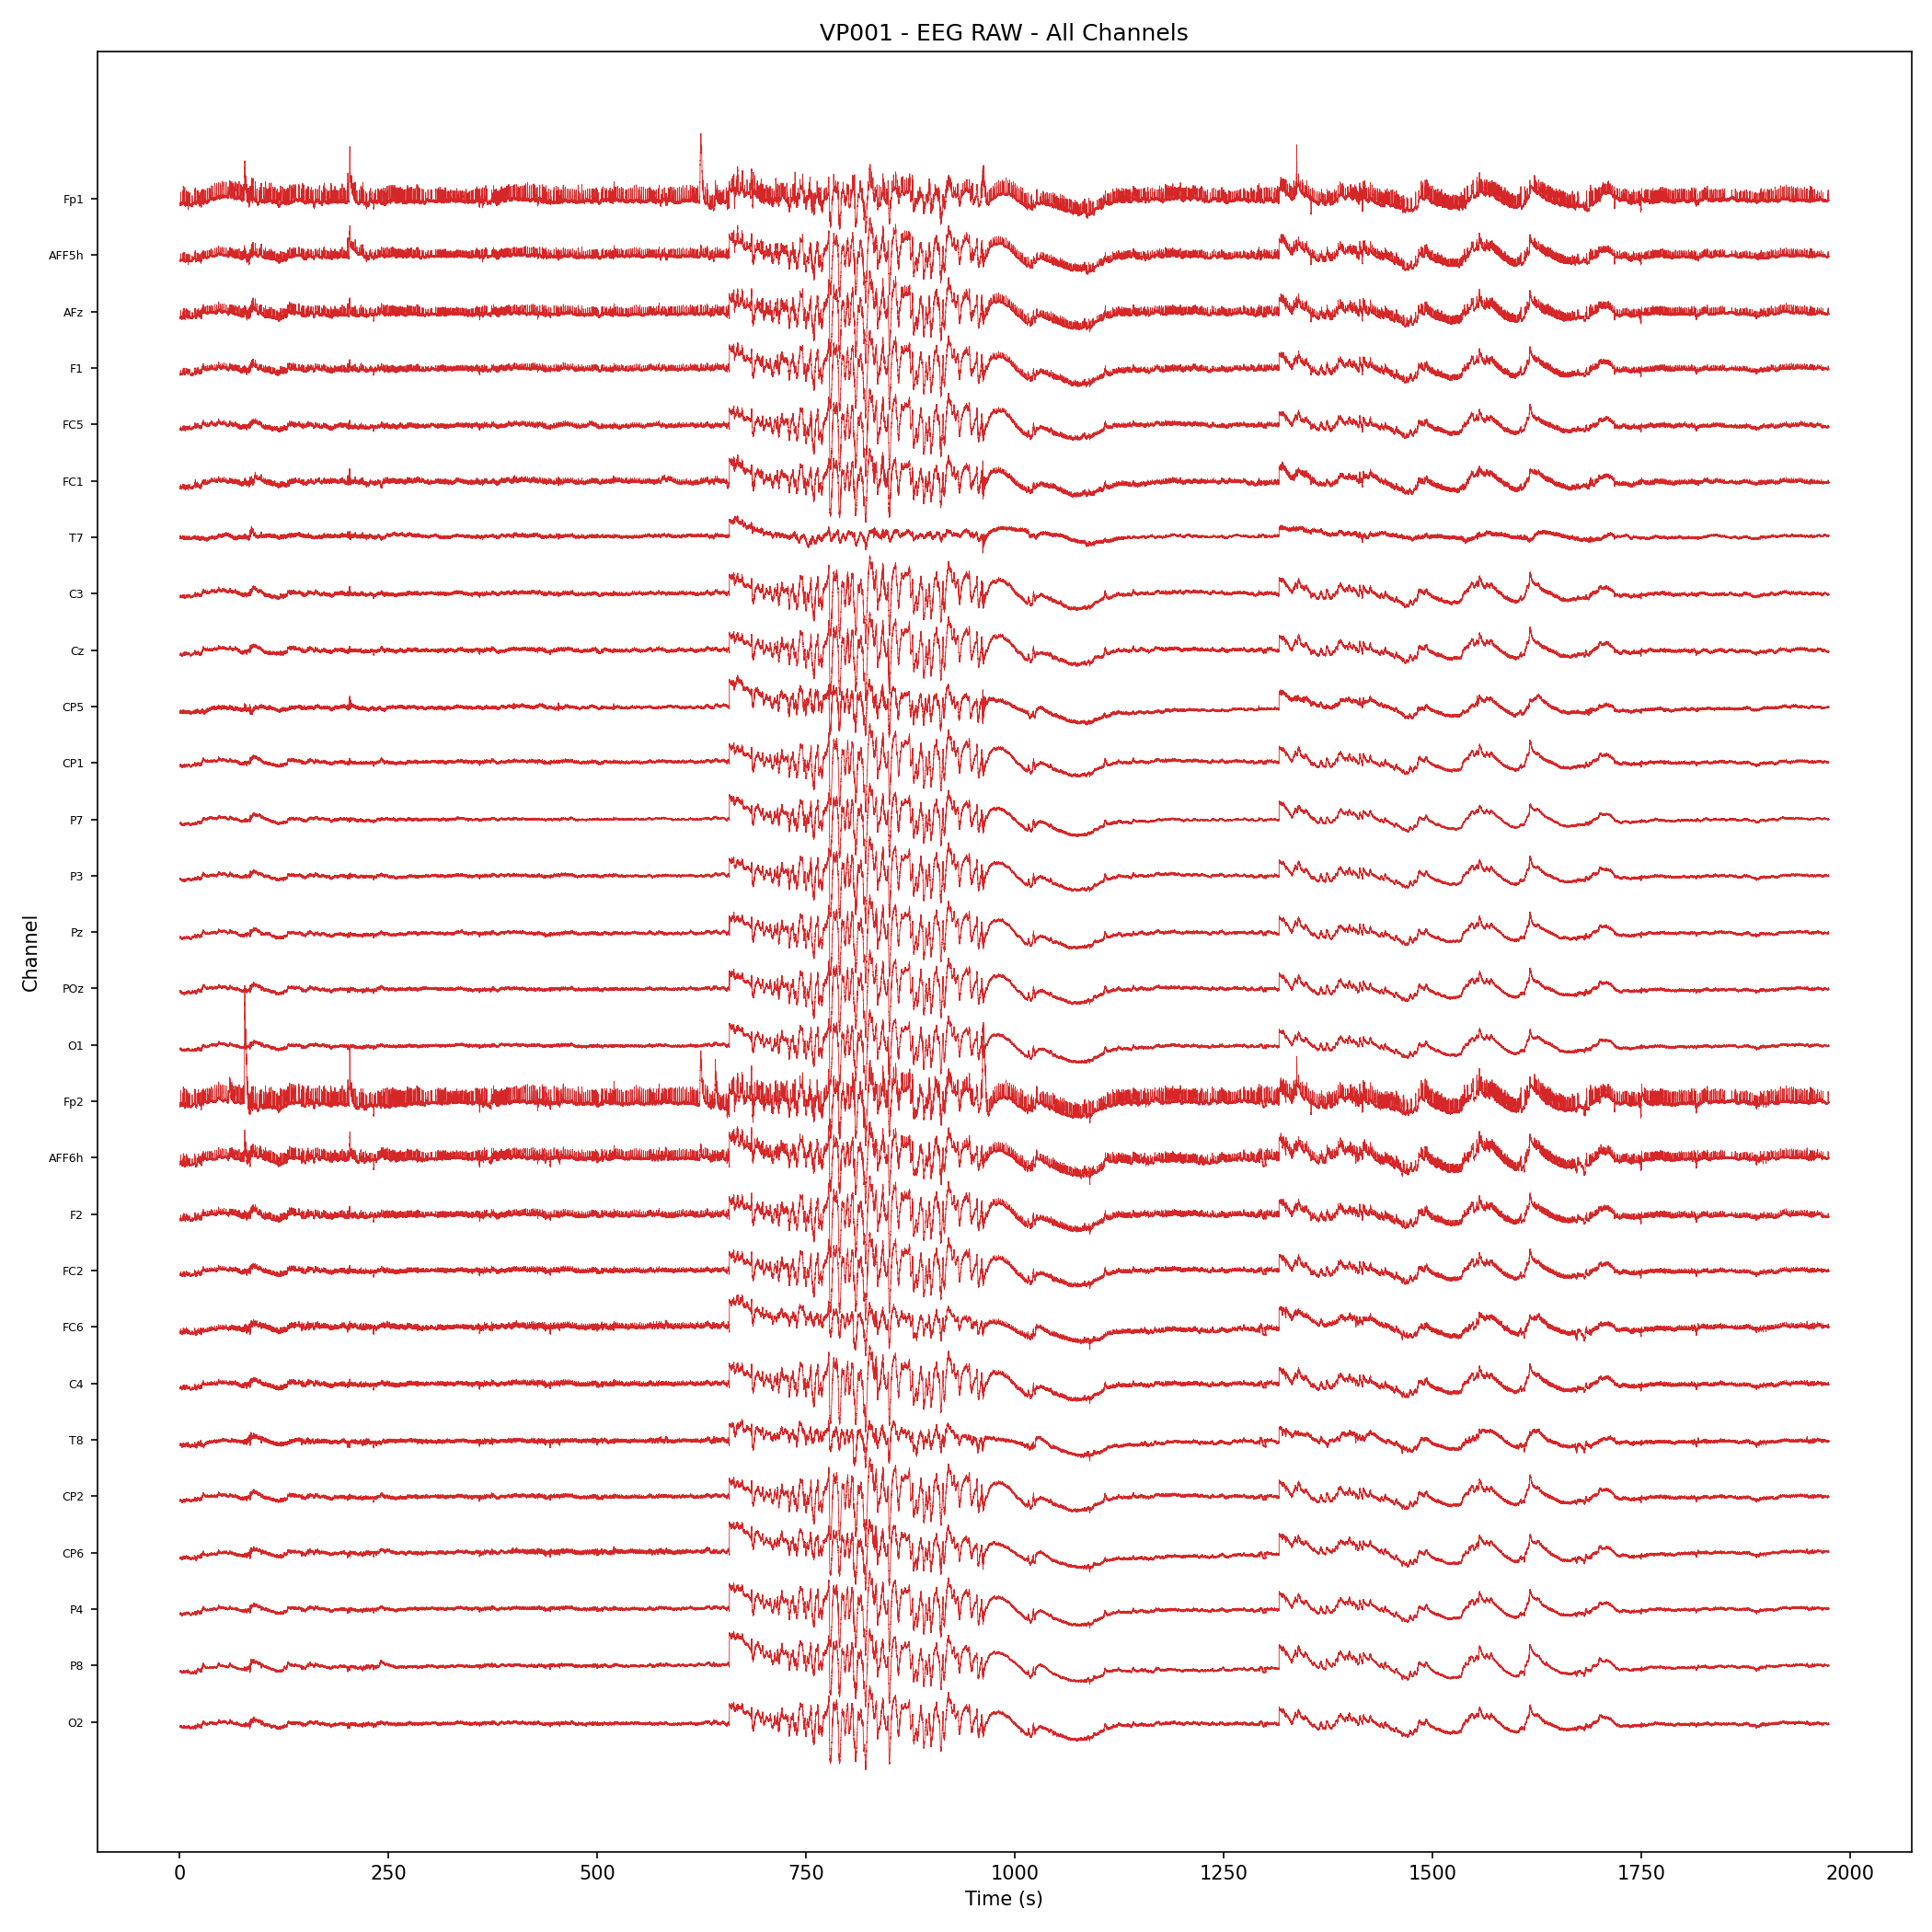 VP001 - EEG RAW - All Channels
Channel
Fp1
AFF5h
AFz
F1
FC5
FC1
T7
C3
Cz
CP5
CP1
P7
P3
Pz
POz
O1
Fp2
AFF6h
F2
FC2
FC6
C4
T8
CP2
CP6
P4
P8
O2
0 250 500 750 1000 1250 1500 1750 2000
Time (s)